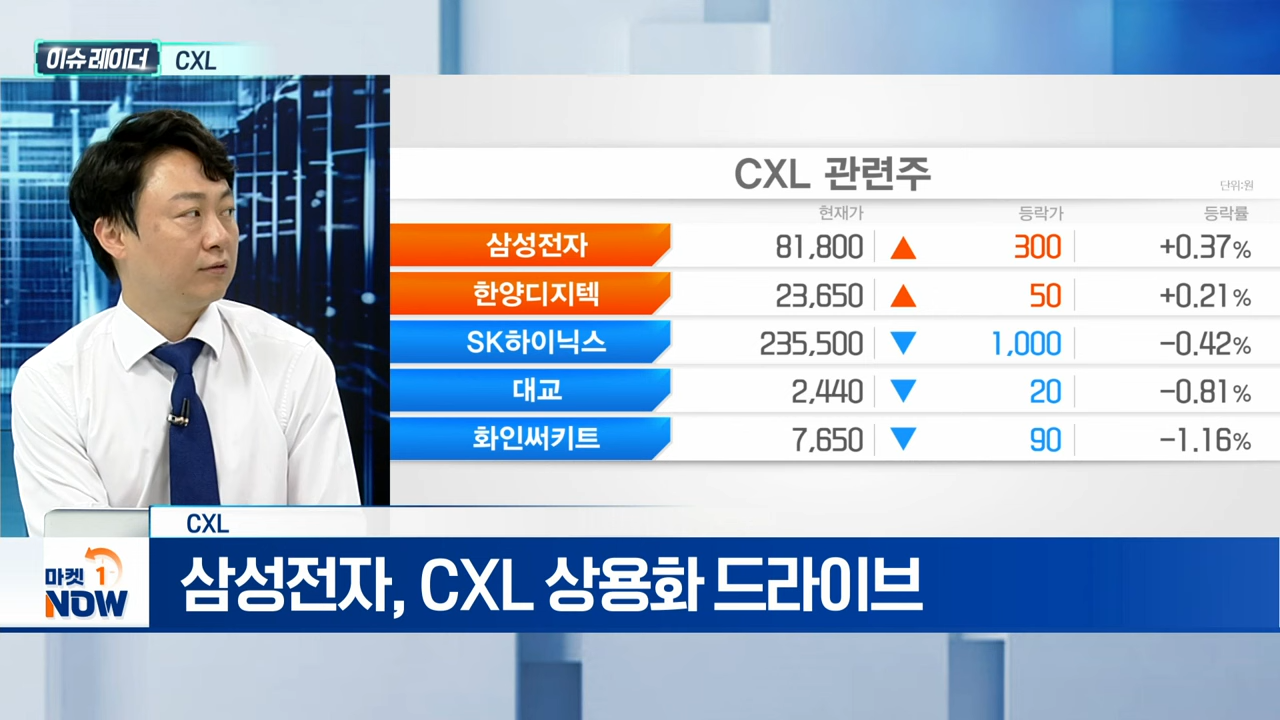 이슈 레이더 CXL
CXL 관련주
단위:원
현재가 등락가 등락률
삼성전자 81,800 ▲ 300 +0.37%
한양디지텍 23,650 ▲ 50 +0.21%
SK하이닉스 235,500 ▼ 1,000 -0.42%
대교 2,440 ▼ 20 -0.81%
화인써키트 7,650 ▼ 90 -1.16%
CXL
마켓 1
NOW
삼성전자, CXL 상용화 드라이브